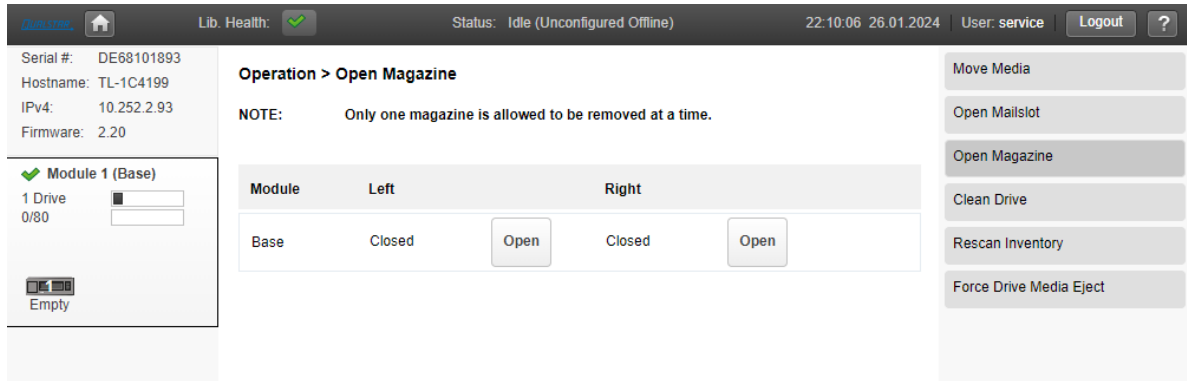 Lib. Health:
Status: Idle (Unconfigured Offline)
22:10:06 26.01.2024
User: service
Logout
?
Serial #: DE68101893
Hostname: TL-1C4199
IPv4: 10.252.2.93
Firmware: 2.20
Module 1 (Base)
1 Drive
0/80
1
Empty
Operation > Open Magazine
NOTE: Only one magazine is allowed to be removed at a time.
Module Left Right
Base Closed Open Closed Open
Move Media
Open Mailslot
Open Magazine
Clean Drive
Rescan Inventory
Force Drive Media Eject